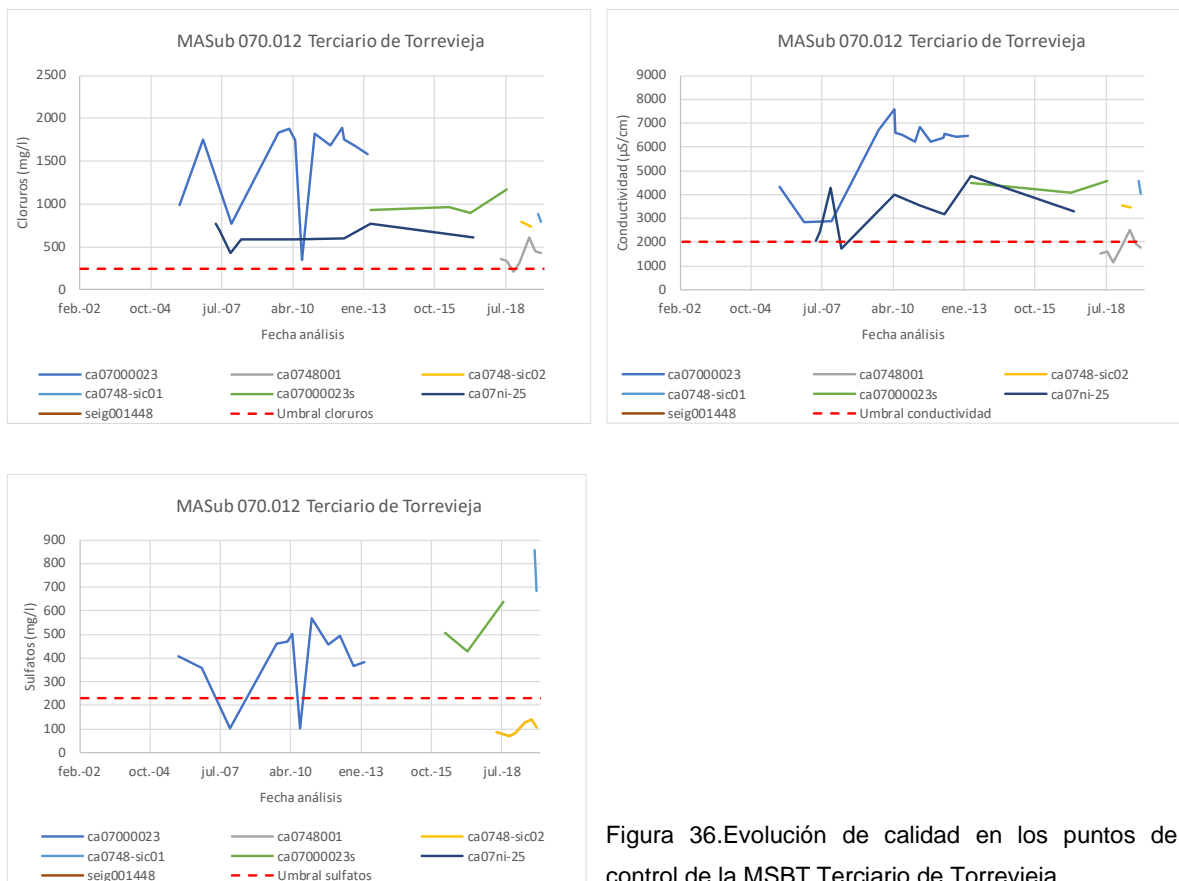 MASub 070.012 Terciario de Torrevieja
Cloruros (mg/l)
2500
2000
1500
1000
500
0
feb.-02 oct.-04 jul.-07 abr.-10 ene.-13 oct.-15 jul.-18
Fecha análisis
ca07000023 ca0748001 ca0748-sic02
ca0748-sic01 ca07000023s ca07ni-25
seig001448 Umbral cloruros
MASub 070.012 Terciario de Torrevieja
Conductividad (µS/cm)
9000
8000
7000
6000
5000
4000
3000
2000
1000
0
feb.-02 oct.-04 jul.-07 abr.-10 ene.-13 oct.-15 jul.-18
Fecha análisis
ca07000023 ca0748001 ca0748-sic02
ca0748-sic01 ca07000023s ca07ni-25
seig001448 Umbral conductividad
MASub 070.012 Terciario de Torrevieja
Sulfatos (mg/l)
900
800
700
600
500
400
300
200
100
0
feb.-02 oct.-04 jul.-07 abr.-10 ene.-13 oct.-15 jul.-18
Fecha análisis
ca07000023 ca0748001 ca0748-sic02
ca0748-sic01 ca07000023s ca07ni-25
seig001448 Umbral sulfatos
Figura 36.Evolución de calidad en los puntos de
control de la MSBT Terciario de Torrevieja